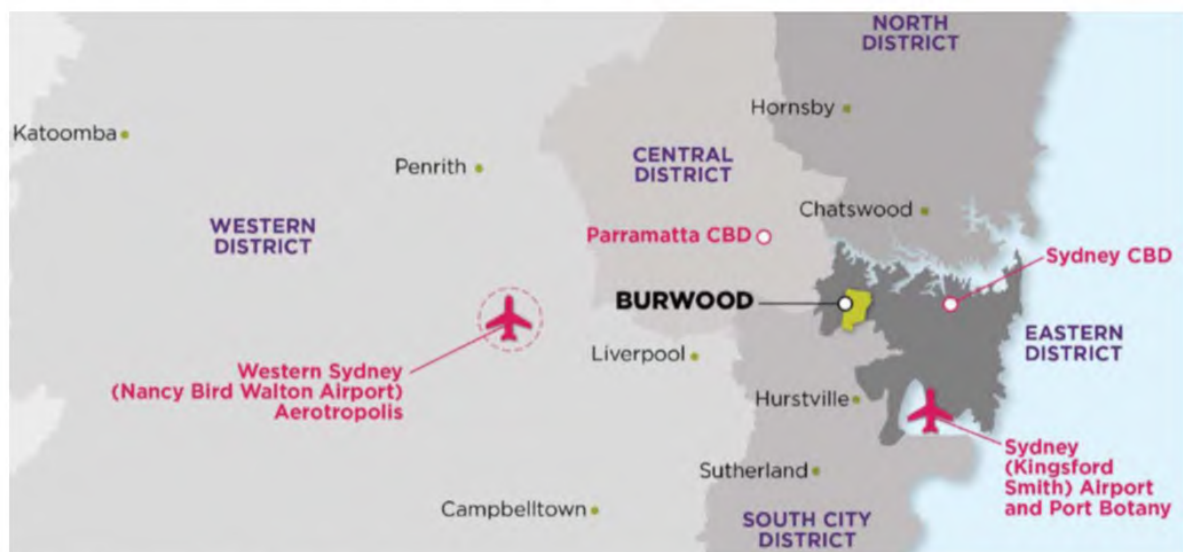 NORTH
DISTRICT
Hornsby
Katoomba
CENTRAL
DISTRICT
Penrith
Chatswood
WESTERN
DISTRICT
Parramatta CBD
Sydney CBD
BURWOOD
EASTERN
DISTRICT
Liverpool
Western Sydney
(Nancy Bird Walton Airport)
Aerotropolis
Hurstville
Sydney
(Kingsford
Smith) Airport
and Port Botany
Sutherland
Campbelltown
SOUTH CITY
DISTRICT